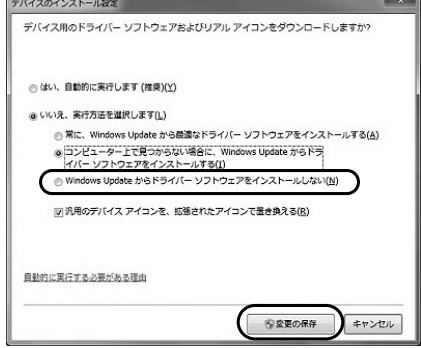 デバイスのインストール設定
デバイス用のドライバー ソフトウェアおよびリアル アイコンをダウンロードしますか?
はい、自動的に実行します (推奨)(Y)
いいえ、実行方法を選択します(L)
常に、Windows Update から最適なドライバー ソフトウェアをインストールする(A)
コンピューター上で見つからない場合に、Windows Update からドラ
イバー ソフトウェアをインストールする(I)
Windows Update からドライバー ソフトウェアをインストールしない(N)
汎用のデバイス アイコンを、拡張されたアイコンで置き換える(R)
自動的に実行する必要がある理由
変更の保存
キャンセル